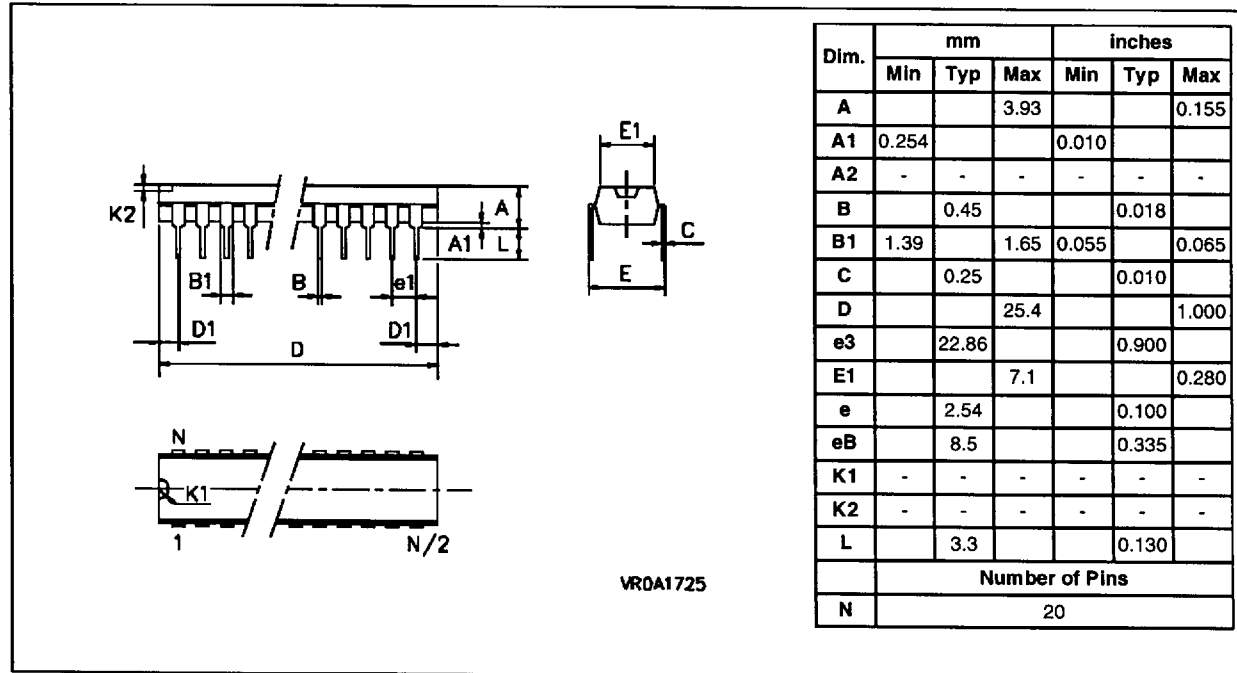 E1
K2
A
A1
L
C
B1
B
e1
E
D1
D1
D
N
K1
1
N/2
VR0A1725
Dim. mm inches
Min Typ Max Min Typ Max
A 3.93 0.155
A1 0.254 0.010
A2 - - - - - -
B 0.45 0.018
B1 1.39 1.65 0.055 0.065
C 0.25 0.010
D 25.4 1.000
e3 22.86 0.900
E1 7.1 0.280
e 2.54 0.100
eB 8.5 0.335
K1 - - - - - -
K2 - - - - - -
L 3.3 0.130
Number of Pins
N 20